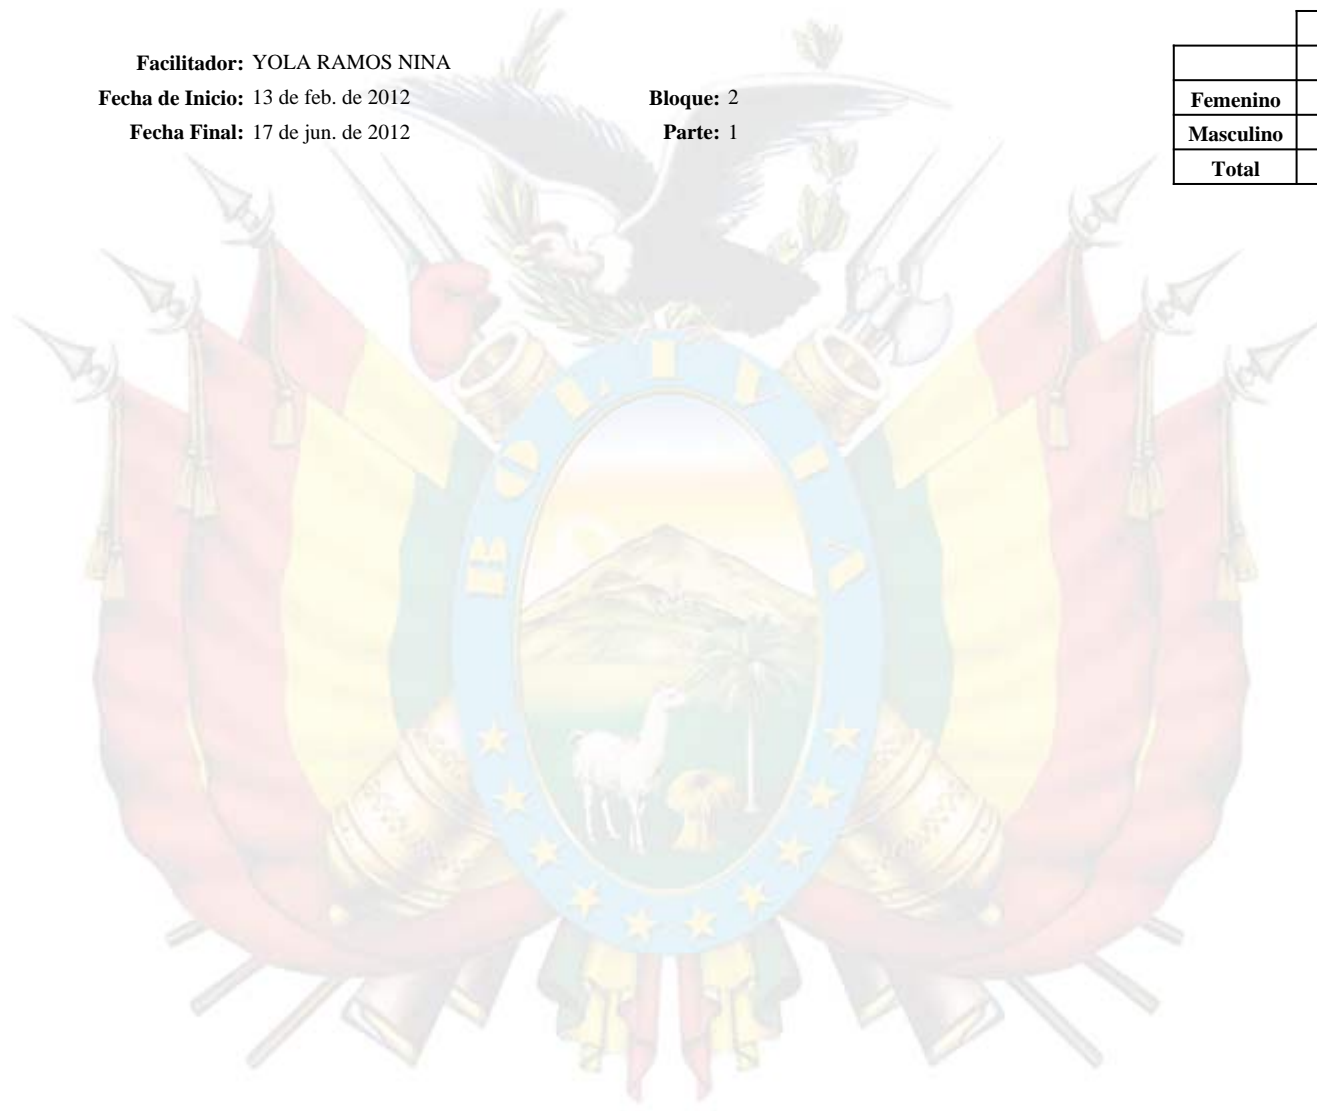 Facilitador: YOLA RAMOS NINA
Fecha de Inicio: 13 de feb. de 2012 Bloque: 2
Fecha Final: 17 de jun. de 2012 Parte: 1
Femenino
Masculino
Total
BOLIVIA